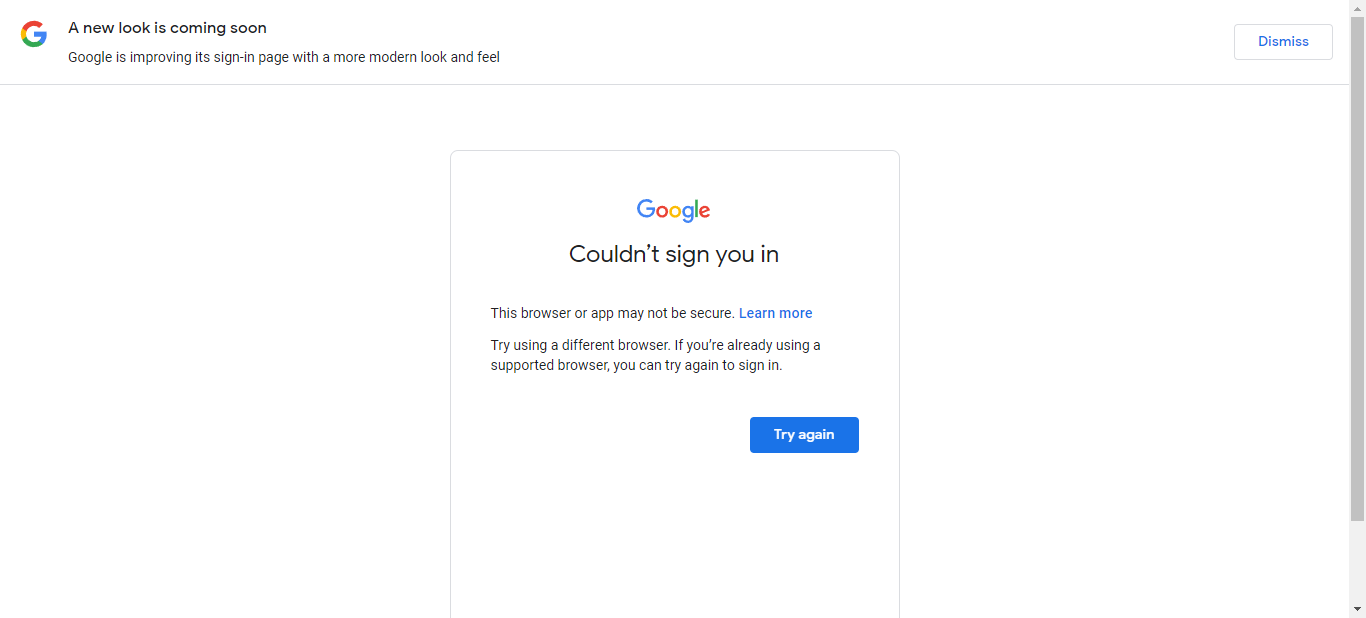 A new look is coming soon
Google is improving its sign-in page with a more modern look and feel
Dismiss
Google
Couldn’t sign you in
This browser or app may not be secure. Learn more
Try using a different browser. If you’re already using a
supported browser, you can try again to sign in.
Try again